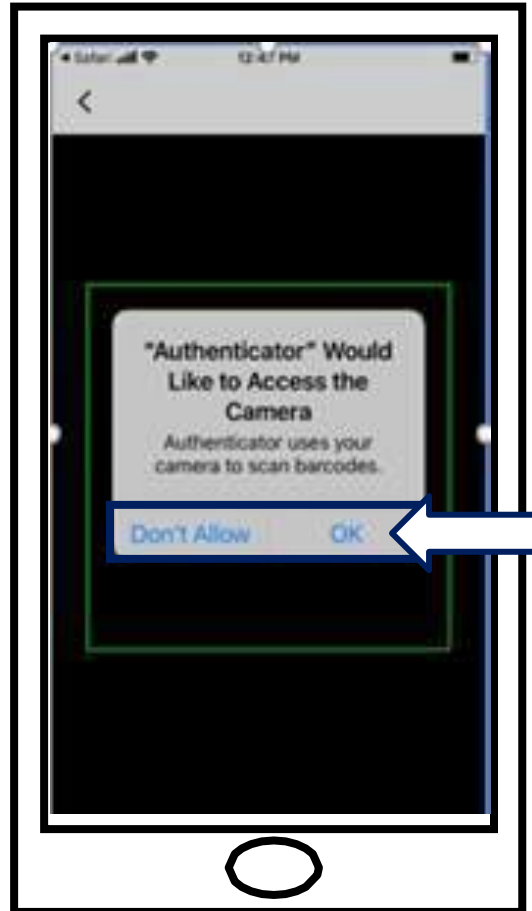 Safari 12:47 PM
"Authenticator" Would
Like to Access the
Camera
Authenticator uses your
camera to scan barcodes.
Don't Allow OK